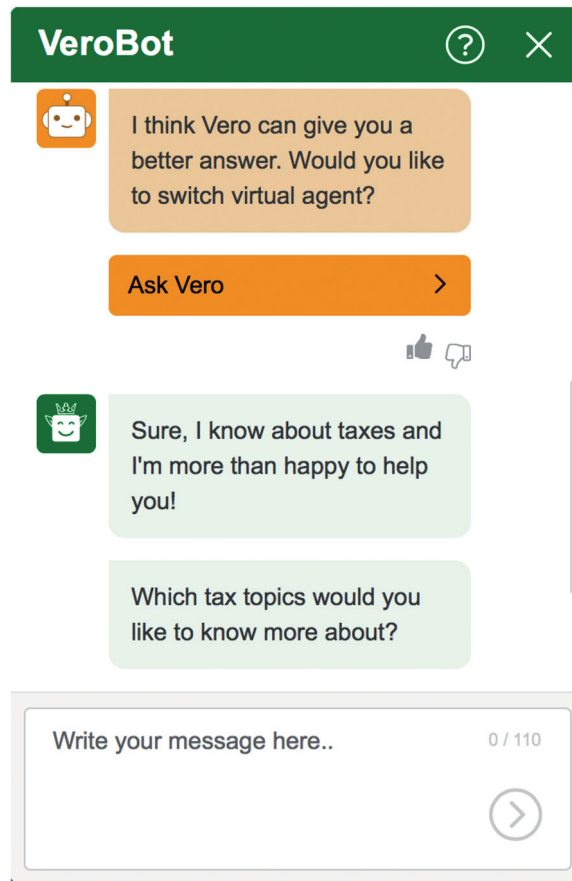 VeroBot
?
I think Vero can give you a
better answer. Would you like
to switch virtual agent?
Ask Vero
Sure, I know about taxes and
I'm more than happy to help
you!
Which tax topics would you
like to know more about?
Write your message here..
0 / 110